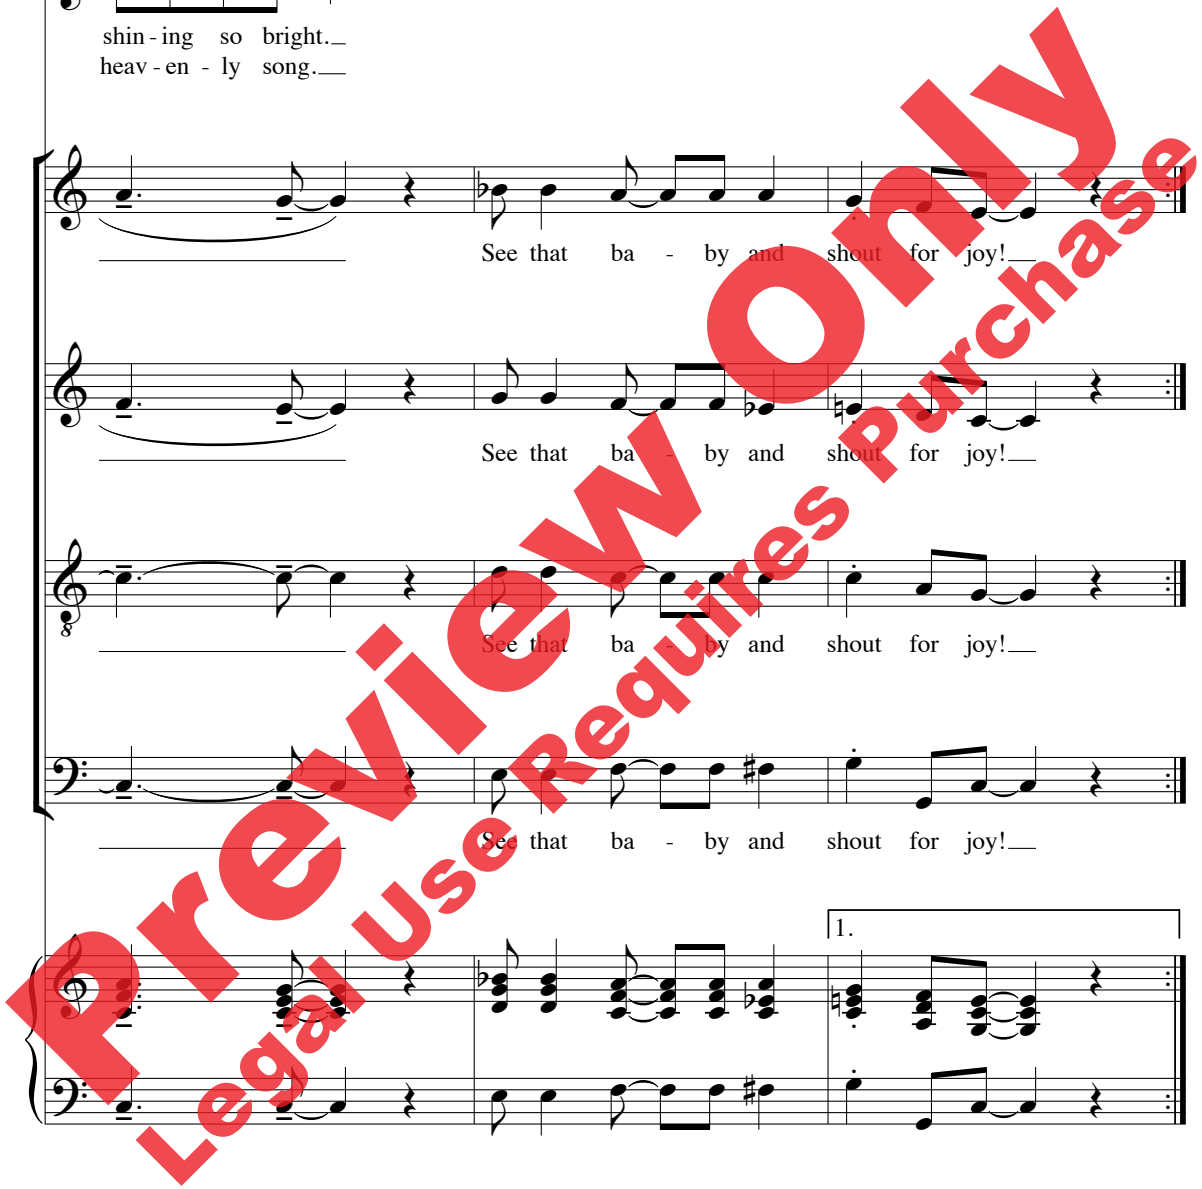 shin - ing so bright.
heav - en - ly song.
See that ba - by and shout for joy!
See that ba - by and shout for joy!
8
See that ba - by and shout for joy!
See that ba - by and shout for joy!
1.
Preview Only
Legal Use Requires Purchase